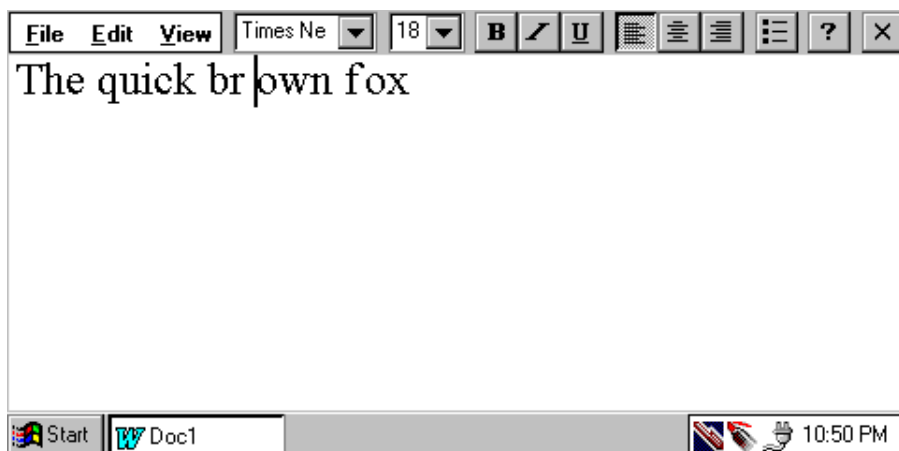 File Edit View Times Ne 18 B I U ?
The quick br own fox
Start Doc1 10:50 PM